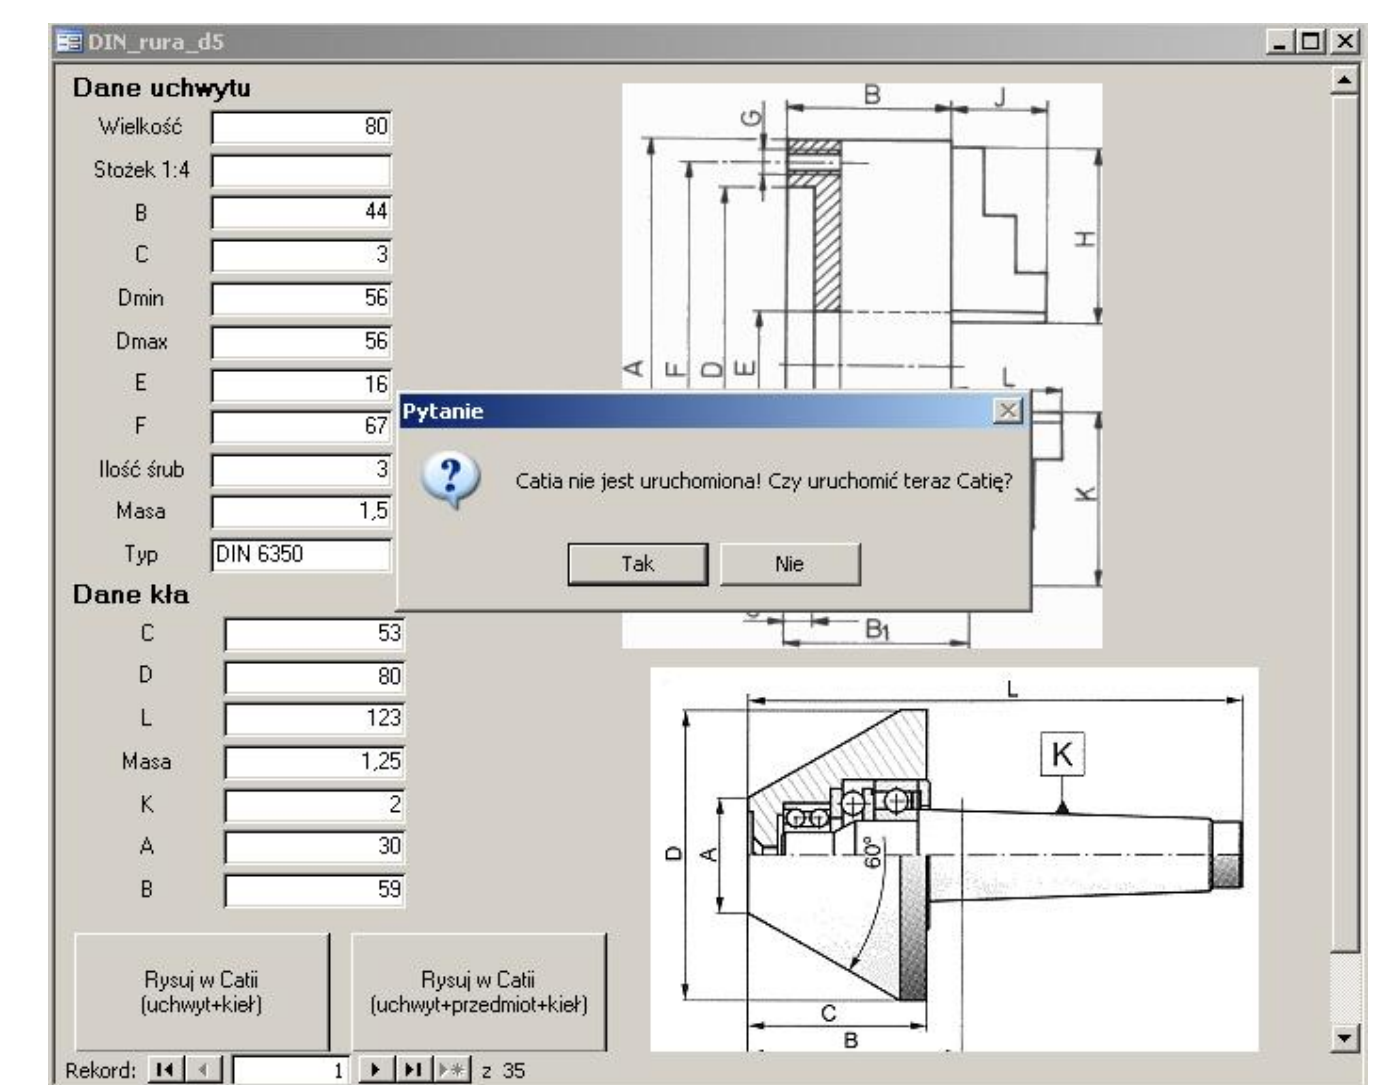 DIN_rura_d5
Dane uchwytu
Wielkość 80
Stożek 1:4
B 44
C 3
Dmin 56
Dmax 56
E 16
F 67
Ilość śrub 3
Masa 1,5
Typ DIN 6350
Dane kła
C 53
D 80
L 123
Masa 1,25
K 2
A 30
B 59
Rysuj w Catii
(uchwyt+kieł)
Rysuj w Catii
(uchwyt+przedmiot+kieł)
Rekord: 1 z 35
B J
G
H
A F D E
L
K
B1
Pytanie
Catia nie jest uruchomiona! Czy uruchomić teraz Catię?
Tak Nie
L
K
D A 60°
C
B